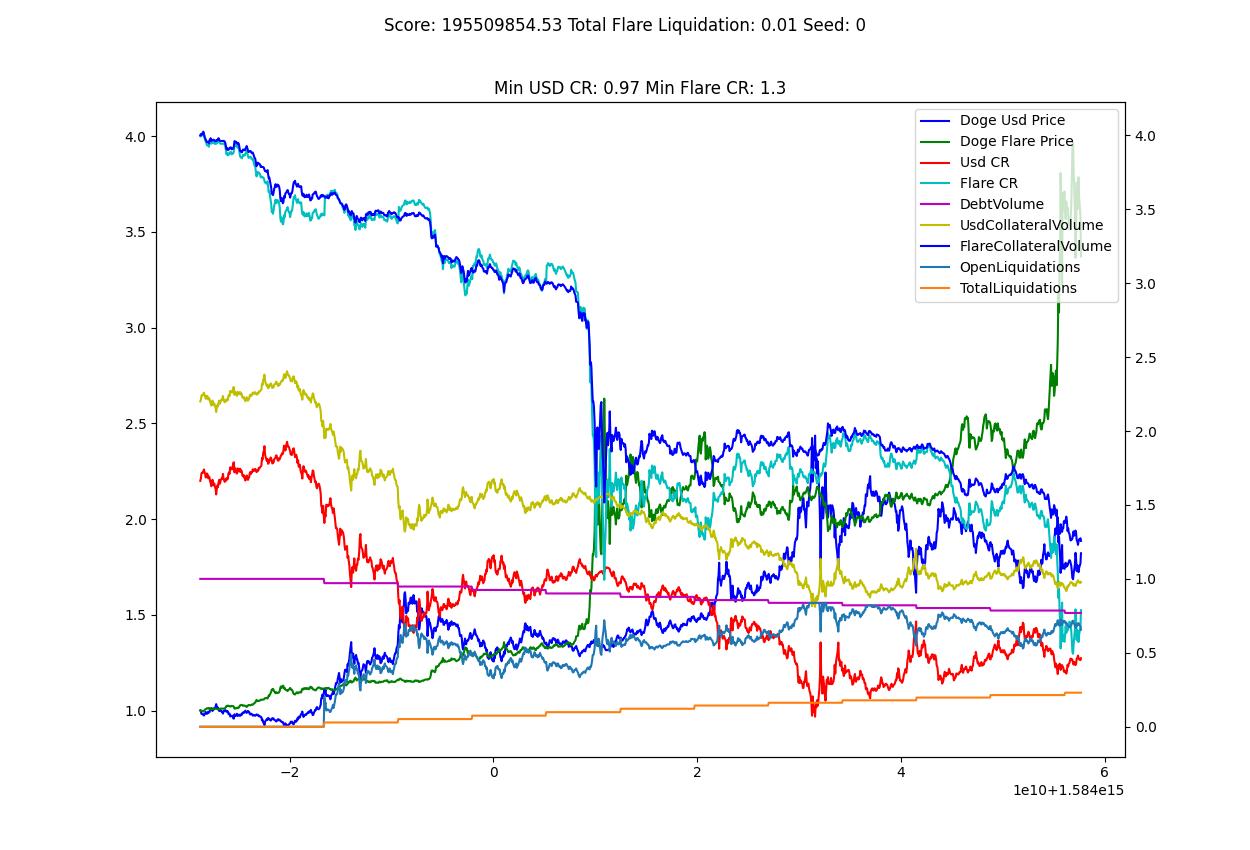 Score: 195509854.53 Total Flare Liquidation: 0.01 Seed: 0
Min USD CR: 0.97 Min Flare CR: 1.3
Doge Usd Price
Doge Flare Price
Usd CR
Flare CR
DebtVolume
UsdCollateralVolume
FlareCollateralVolume
OpenLiquidations
TotalLiquidations
4.0
3.5
3.0
2.5
2.0
1.5
1.0
4.0
3.5
3.0
2.5
2.0
1.5
1.0
0.5
0.0
−2
0
2
4
6
1e10+1.584e15